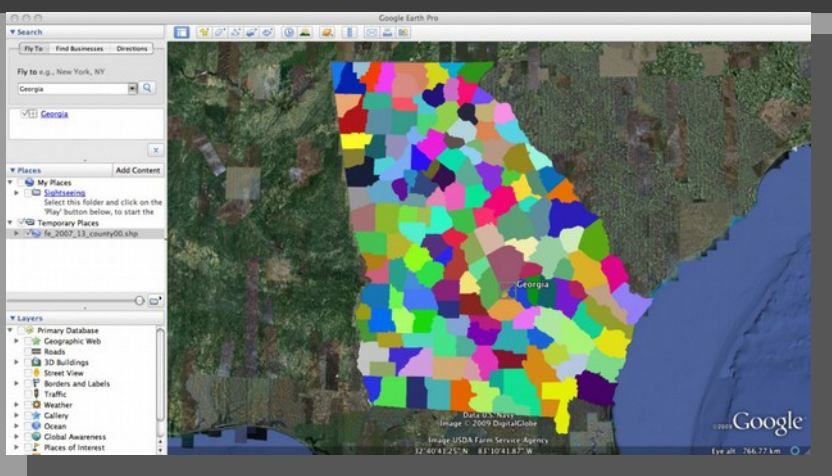 Google Earth Pro
Search
Fly To Find Businesses Directions
Fly to e.g., New York, NY
Georgia
Georgia
Places Add Content
My Places
Sightseeing
Select this folder and click on the
'Play' button below, to start the
Temporary Places
fe_2007_13_county00.shp
Layers
Primary Database
Geographic Web
Roads
3D Buildings
Street View
Borders and Labels
Traffic
Weather
Gallery
Ocean
Global Awareness
Places of Interest
Georgia
Data U.S. Navy
Image © 2009 DigitalGlobe
Image USDA Farm Service Agency
©2009 Google
32°40'41.25" N 83°10'41.87" W
Eye alt 766.77 km